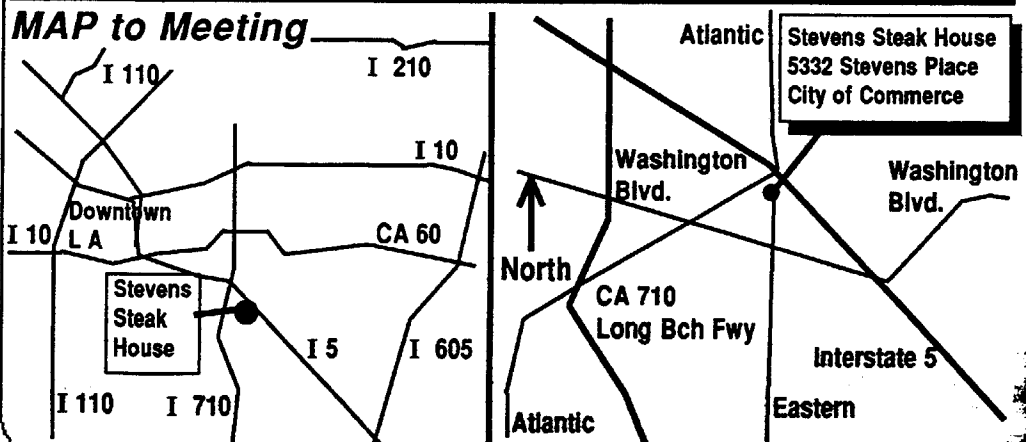 MAP to Meeting
I 210
I 110
I 10
Downtown
L A
I 10
CA 60
Stevens
Steak
House
I 5
I 605
I 110
I 710
Atlantic
Stevens Steak House
5332 Stevens Place
City of Commerce
Washington
Blvd.
Washington
Blvd.
North
CA 710
Long Bch Fwy
Interstate 5
Atlantic
Eastern